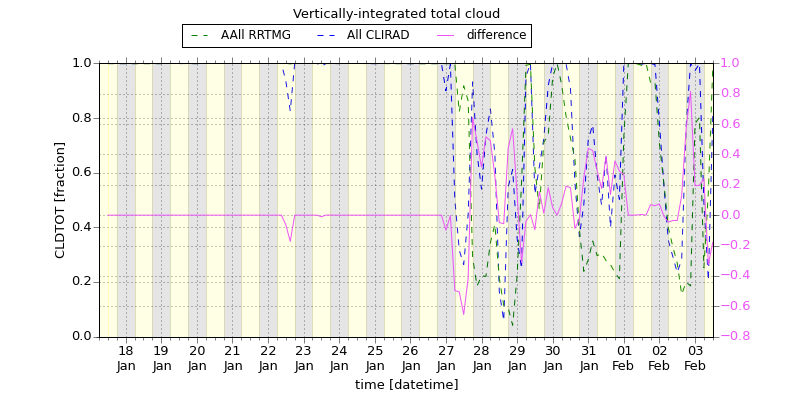 Vertically-integrated total cloud
AAll RRTMG All CLIRAD difference
1.0
0.8
0.6
0.4
0.2
0.0
CLDTOT [fraction]
1.0
0.8
0.6
0.4
0.2
0.0
−0.2
−0.4
−0.6
−0.8
18 19 20 21 22 23 24 25 26 27 28 29 30 31 01 02 03
Jan Jan Jan Jan Jan Jan Jan Jan Jan Jan Jan Jan Jan Jan Feb Feb Feb
time [datetime]